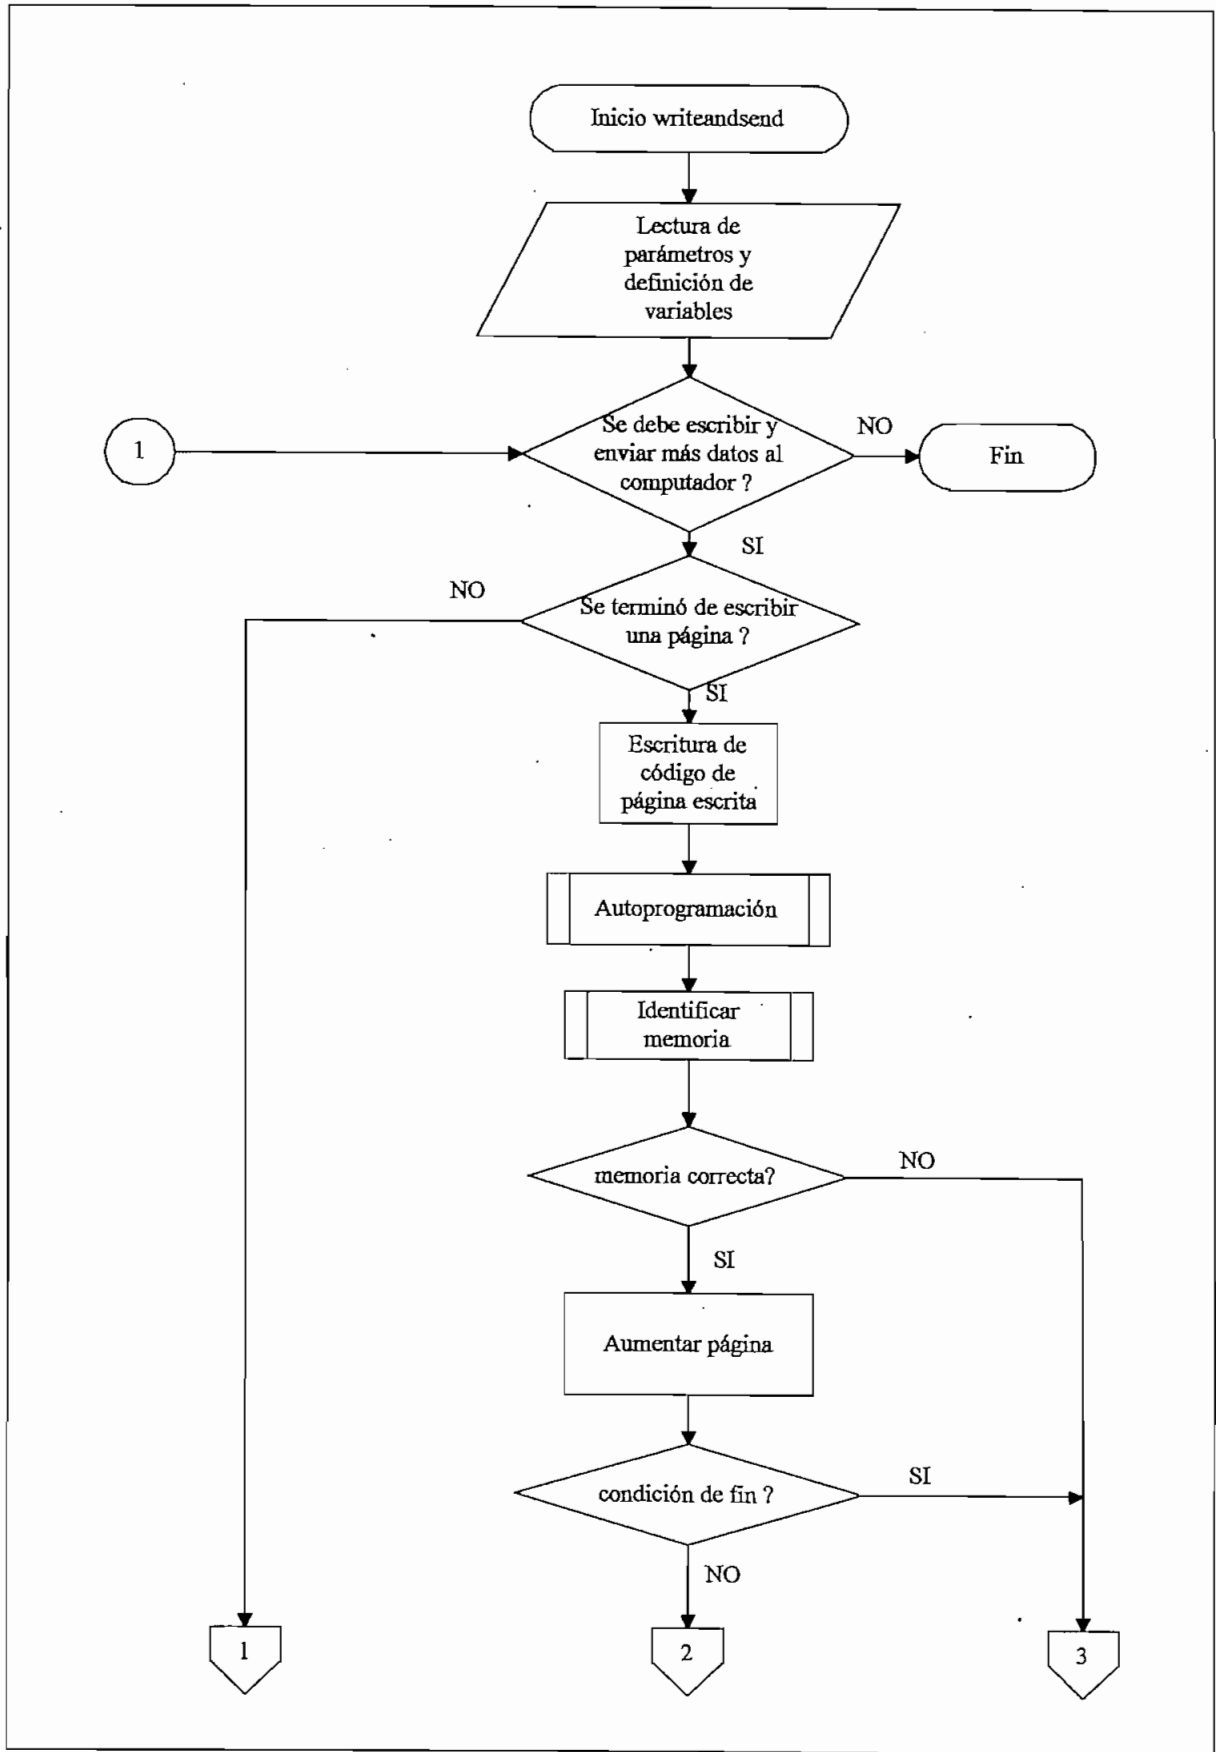 Inicio writeandsend
Lectura de
parámetros y
definición de
variables
1
Se debe escribir y
enviar más datos al
computador ?
NO
Fin
SI
NO
Se terminó de escribir
una página ?
SI
Escritura de
código de
página escrita
Autoprogramación
Identificar
memoria
memoria correcta?
NO
SI
Aumentar página
condición de fin ?
SI
NO
1
2
3